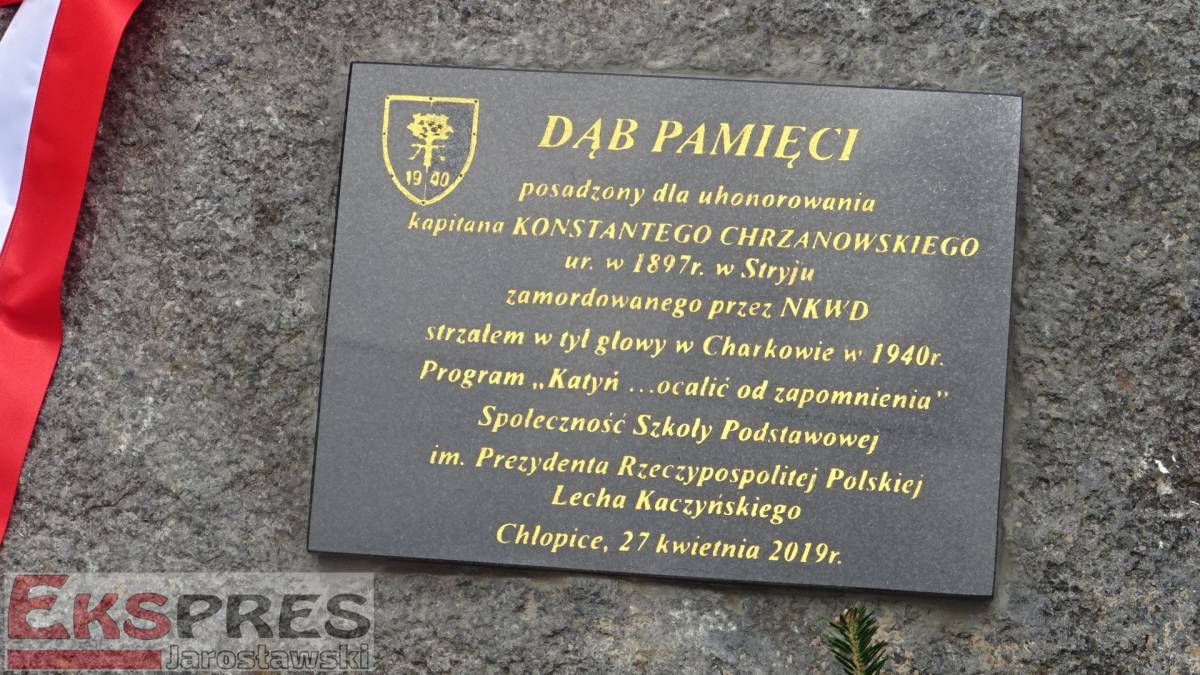 19 40
DĄB PAMIĘCI
posadzony dla uhonorowania
kapitana KONSTANTEGO CHRZANOWSKIEGO
ur. w 1897r. w Stryju
zamordowanego przez NKWD
strzałem w tył głowy w Charkowie w 1940r.
Program „Katyń ...ocalić od zapomnienia”
Społeczność Szkoły Podstawowej
im. Prezydenta Rzeczypospolitej Polskiej
Lecha Kaczyńskiego
Chłopice, 27 kwietnia 2019r.
EKSPRES
Jarosławski